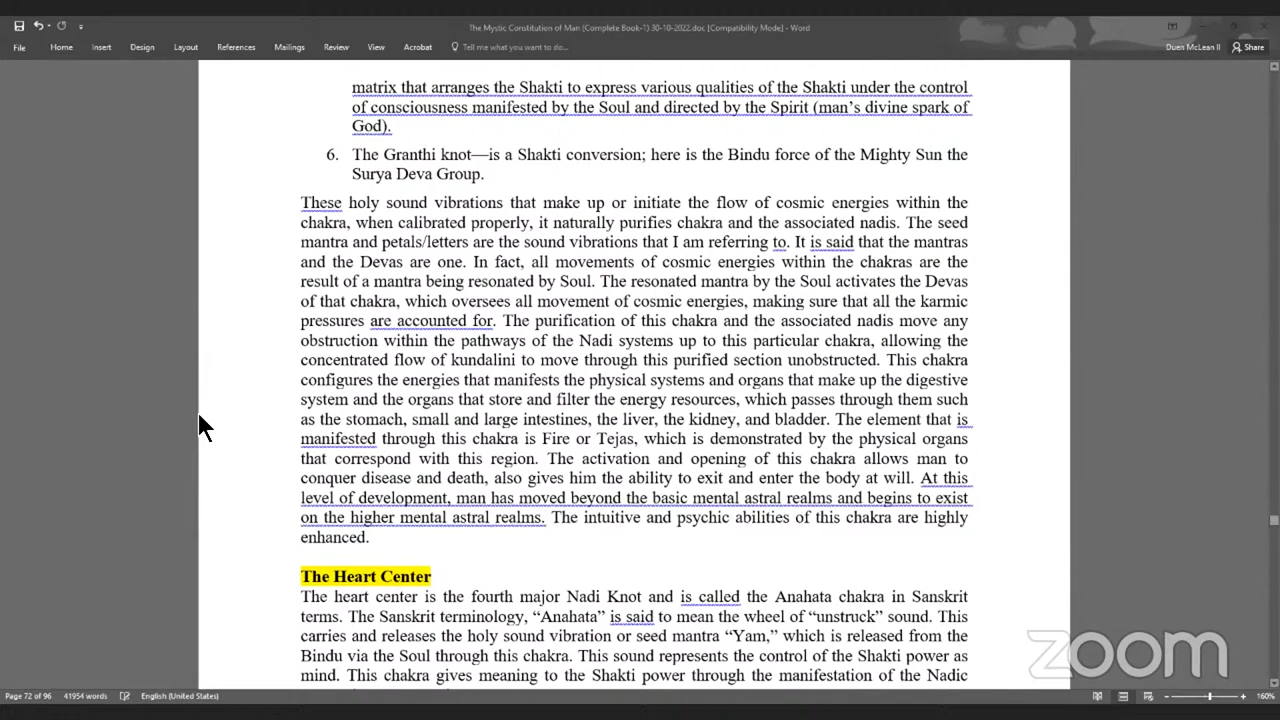 The Mystic Constitution of Man (Complete Book-1) 30-10-2022.doc [Compatibility Mode] - Word
File Home Insert Design Layout References Mailings Review View Acrobat Tell me what you want to do... Duen McLean II Share
matrix that arranges the Shakti to express various qualities of the Shakti under the control
of consciousness manifested by the Soul and directed by the Spirit (man's divine spark of
God).
6. The Granthi knot—is a Shakti conversion; here is the Bindu force of the Mighty Sun the
Surya Deva Group.
These holy sound vibrations that make up or initiate the flow of cosmic energies within the
chakra, when calibrated properly, it naturally purifies chakra and the associated nadis. The seed
mantra and petals/letters are the sound vibrations that I am referring to. It is said that the mantras
and the Devas are one. In fact, all movements of cosmic energies within the chakras are the
result of a mantra being resonated by Soul. The resonated mantra by the Soul activates the Devas
of that chakra, which oversees all movement of cosmic energies, making sure that all the karmic
pressures are accounted for. The purification of this chakra and the associated nadis move any
obstruction within the pathways of the Nadi systems up to this particular chakra, allowing the
concentrated flow of kundalini to move through this purified section unobstructed. This chakra
configures the energies that manifests the physical systems and organs that make up the digestive
system and the organs that store and filter the energy resources, which passes through them such
as the stomach, small and large intestines, the liver, the kidney, and bladder. The element that is
manifested through this chakra is Fire or Tejas, which is demonstrated by the physical organs
that correspond with this region. The activation and opening of this chakra allows man to
conquer disease and death, also gives him the ability to exit and enter the body at will. At this
level of development, man has moved beyond the basic mental astral realms and begins to exist
on the higher mental astral realms. The intuitive and psychic abilities of this chakra are highly
enhanced.
The Heart Center
The heart center is the fourth major Nadi Knot and is called the Anahata chakra in Sanskrit
terms. The Sanskrit terminology, "Anahata" is said to mean the wheel of "unstruck" sound. This
carries and releases the holy sound vibration or seed mantra "Yam," which is released from the
Bindu via the Soul through this chakra. This sound represents the control of the Shakti power as
mind. This chakra gives meaning to the Shakti power through the manifestation of the Nadic
zoom
Page 72 of 96 41954 words English (United States) 160%